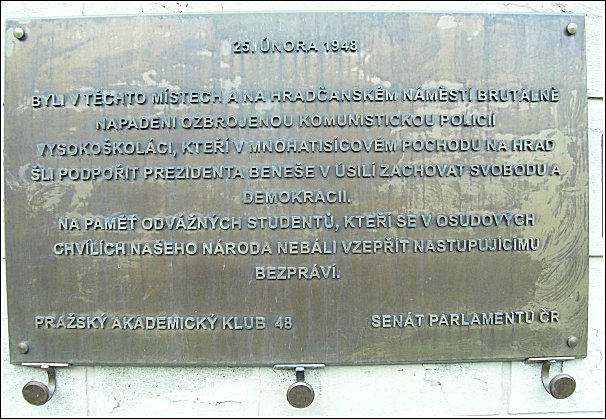 25. ÚNORA 1948
BYLI V TĚCHTO MÍSTECH A NA HRADČANSKÉM NÁMĚSTÍ BRUTÁLNĚ
NAPADENI OZBROJENOU KOMUNISTICKOU POLICIÍ
VYSOKOŠKOLÁCI, KTEŘÍ V MNOHATISÍCOVÉM POCHODU NA HRAD
ŠLI PODPOŘIT PREZIDENTA BENEŠE V ÚSILÍ ZACHOVAT SVOBODU A
DEMOKRACII.
NA PAMĚŤ ODVÁŽNÝCH STUDENTŮ, KTEŘÍ SE V OSUDOVÝCH
CHVÍLÍCH NAŠEHO NÁRODA NEBÁLI VZEPŘÍT NASTUPUJÍCÍMU
BEZPRÁVÍ.
PRAŽSKÝ AKADEMICKÝ KLUB 48 SENÁT PARLAMENTU ČR